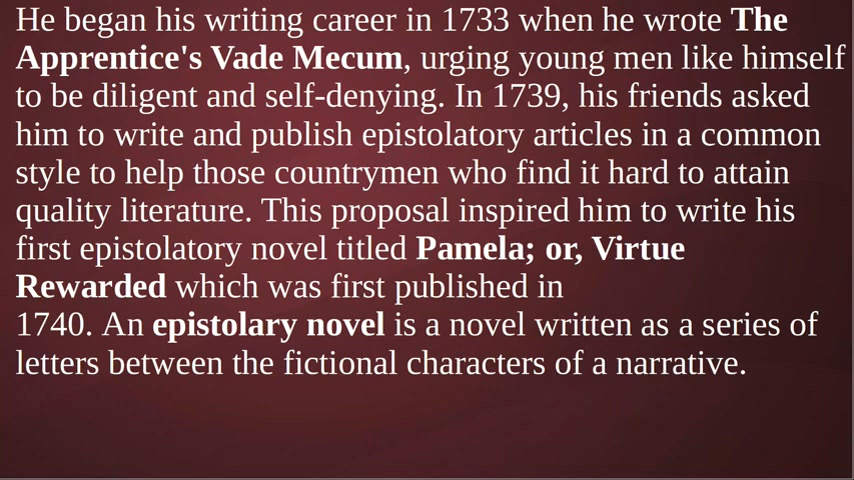 He began his writing career in 1733 when he wrote The
Apprentice's Vade Mecum, urging young men like himself
to be diligent and self-denying. In 1739, his friends asked
him to write and publish epistolatory articles in a common
style to help those countrymen who find it hard to attain
quality literature. This proposal inspired him to write his
first epistolatory novel titled Pamela; or, Virtue
Rewarded which was first published in
1740. An epistolary novel is a novel written as a series of
letters between the fictional characters of a narrative.